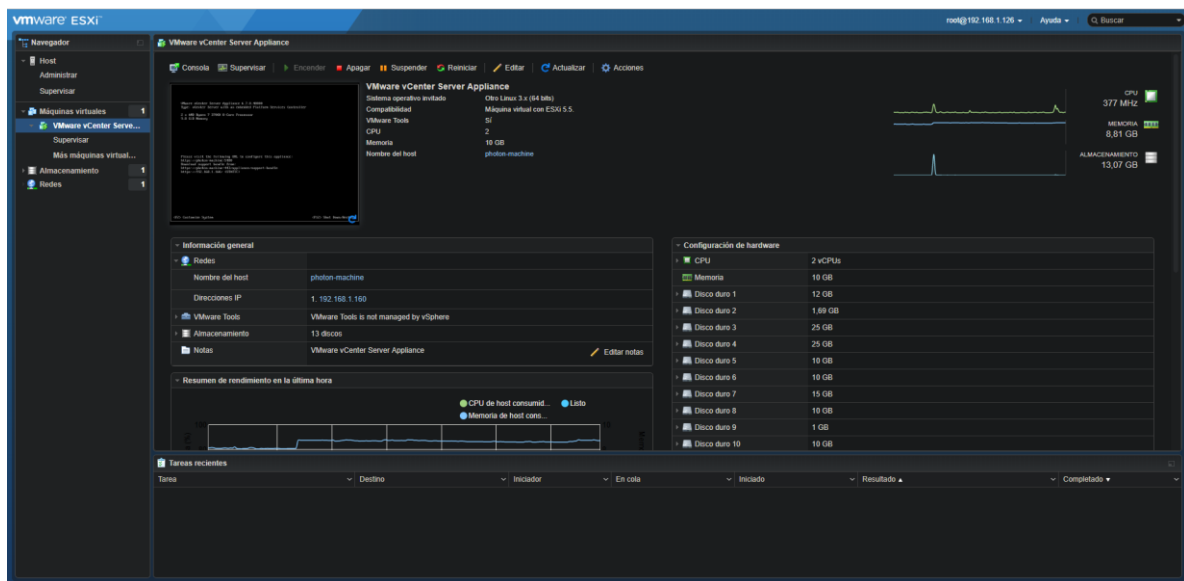 vmware ESXi™
root@192.168.1.126
Ayuda
Buscar
Navegador
Host
Administrar
Supervisar
Máquinas virtuales 1
VMware vCenter Serve...
Supervisar
Más máquinas virtual...
Almacenamiento 1
Redes 1
VMware vCenter Server Appliance
Consola Supervisar Encender Apagar Suspender Reiniciar Editar Actualizar Acciones
VMware vCenter Server Appliance
Sistema operativo invitado Otro Linux 3.x (64 bits)
Compatibilidad Máquina virtual con ESXi 5.5.
VMware Tools Sí
CPU 2
Memoria 10 GB
Nombre del host photon-machine
CPU
377 MHz
MEMORIA
8,81 GB
ALMACENAMIENTO
13,07 GB
Información general
Redes
Nombre del host photon-machine
Direcciones IP 1. 192.168.1.160
VMware Tools VMware Tools is not managed by vSphere
Almacenamiento 13 discos
Notas VMware vCenter Server Appliance Editar notas
Resumen de rendimiento en la última hora
CPU de host consumid... Listo
Memoria de host cons...
100 10
Configuración de hardware
CPU 2 vCPUs
Memoria 10 GB
Disco duro 1 12 GB
Disco duro 2 1,69 GB
Disco duro 3 25 GB
Disco duro 4 25 GB
Disco duro 5 10 GB
Disco duro 6 10 GB
Disco duro 7 15 GB
Disco duro 8 10 GB
Disco duro 9 1 GB
Disco duro 10 10 GB
Tareas recientes
Tarea Destino Iniciador En cola Iniciado Resultado Completado